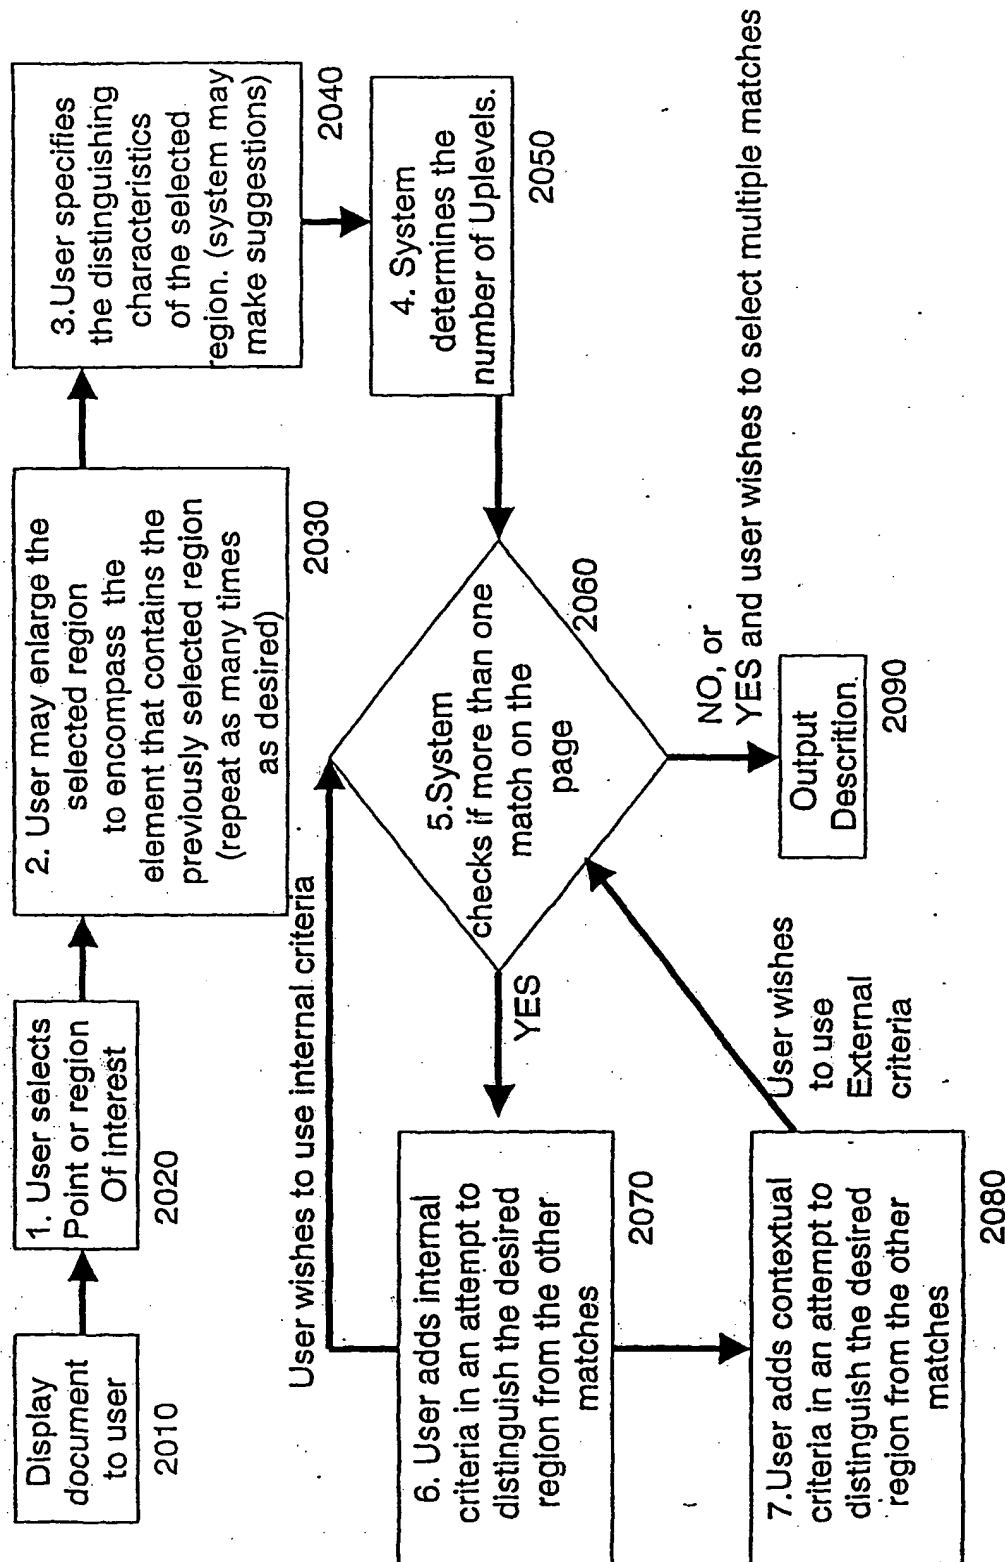 Display
document
to user
2010
1. User selects
Point or region
Of interest
2020
2. User may enlarge the
selected region
to encompass the
element that contains the
previously selected region
(repeat as many times
as desired)
2030
3.User specifies
the distinguishing
characteristics
of the selected
region. (system may
make suggestions)
2040
4. System
determines the
number of Uplevels.
2050
5.System
checks if more than one
match on the
page
2060
YES
NO, or
YES and user wishes to select multiple matches
User wishes to use internal criteria
6. User adds internal
criteria in an attempt to
distinguish the desired
region from the other
matches
2070
7.User adds contextual
criteria in an attempt to
distinguish the desired
region from the other
matches
2080
User wishes
to use
External
criteria
Output
Descrition.
2090